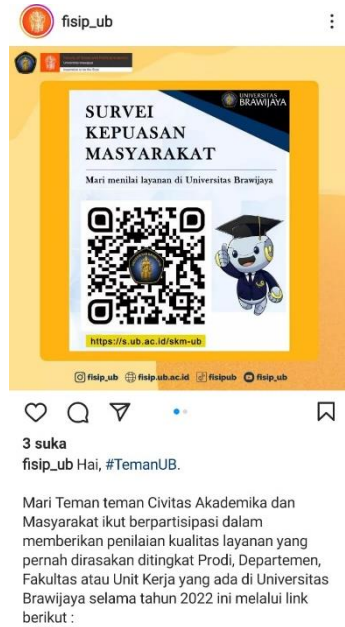 fisip_ub
UNIVERSITAS
BRAWIJAYA
SURVEI
KEPUASAN
MASYARAKAT
Mari menilai layanan di Universitas Brawijaya
https://s.ub.ac.id/skm-ub
fisip_ub fisip.ub.ac.id fisipub fisip_ub
3 suka
fisip_ub Hai, #TemanUB.
Mari Teman teman Civitas Akademika dan
Masyarakat ikut berpartisipasi dalam
memberikan penilaian kualitas layanan yang
pernah dirasakan ditingkat Prodi, Departemen,
Fakultas atau Unit Kerja yang ada di Universitas
Brawijaya selama tahun 2022 ini melalui link
berikut :